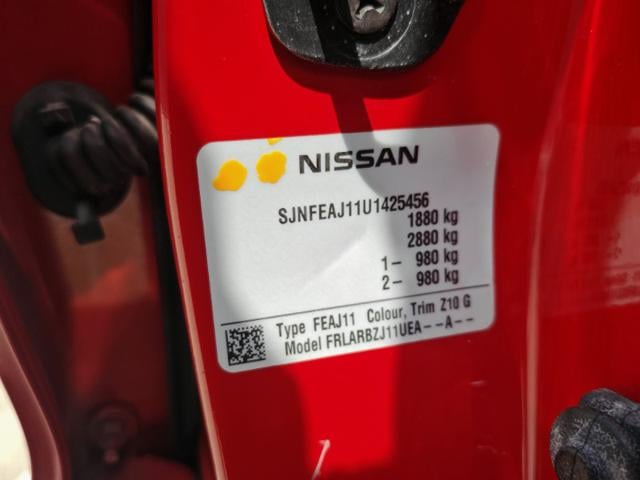 NISSAN
SJNFEAJ11U1425456
1880 kg
2880 kg
1- 980 kg
2- 980 kg
Type FEAJ11 Colour, Trim Z10 G
Model FRLARBZJ11UEA--A--